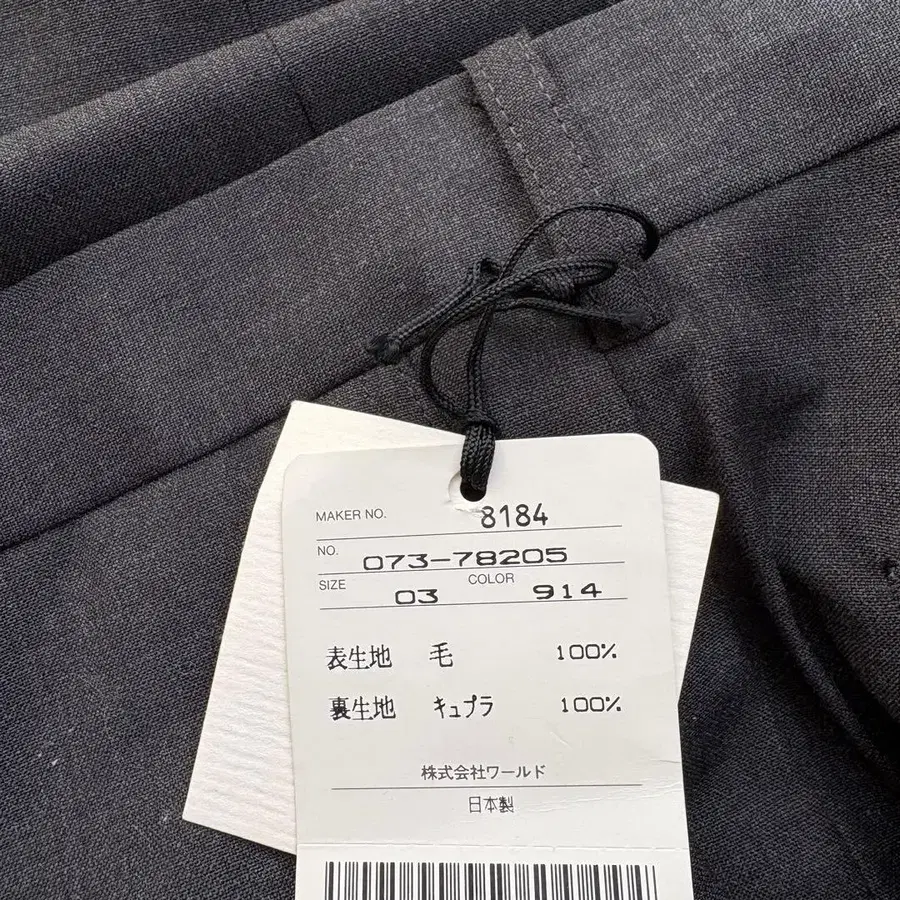 MAKER NO. 8184
NO. 073-78205
SIZE 03 COLOR 914
表生地 毛 100%
裏生地 キュプラ 100%
株式会社ワールド
日本製